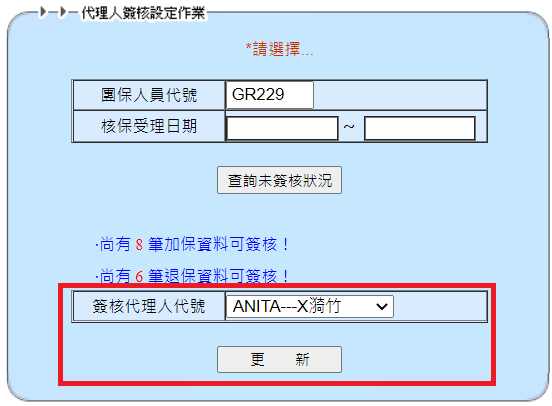 代理人簽核設定作業
*請選擇...
團保人員代號 GR229
核保受理日期 ~
查詢未簽核狀況
‧尚有 8 筆加保資料可簽核！
‧尚有 6 筆退保資料可簽核！
簽核代理人代號 ANITA---X漪竹
更 新